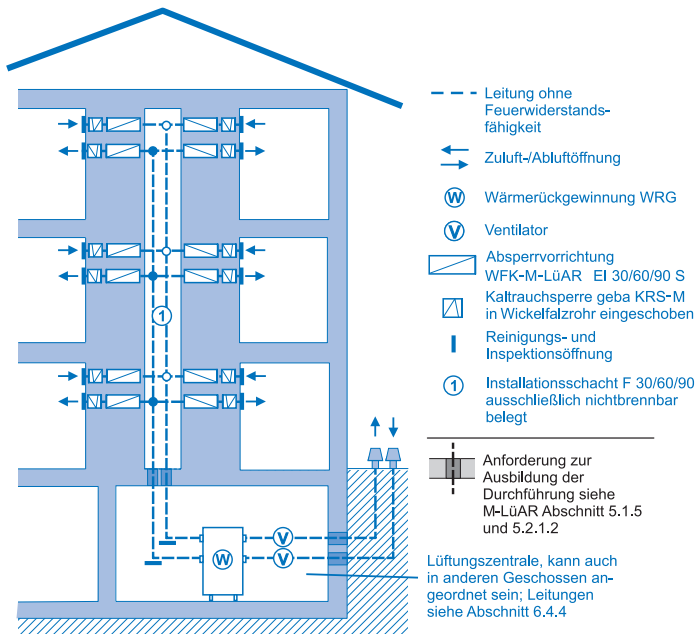 Leitung ohne
Feuerwiderstands-
fähigkeit
Zuluft-/Abluftöffnung
W
Wärmerückgewinnung WRG
V
Ventilator
Absperrvorrichtung
WFK-M-LüAR EI 30/60/90 S
Kaltrauchsperre geba KRS-M
in Wickelfalzrohr eingeschoben
Reinigungs- und
Inspektionsöffnung
1
Installationsschacht F 30/60/90
ausschließlich nichtbrennbar
belegt
Anforderung zur
Ausbildung der
Durchführung siehe
M-LüAR Abschnitt 5.1.5
und 5.2.1.2
Lüftungszentrale, kann auch
in anderen Geschossen an-
geordnet sein; Leitungen
siehe Abschnitt 6.4.4
1
V
V
W